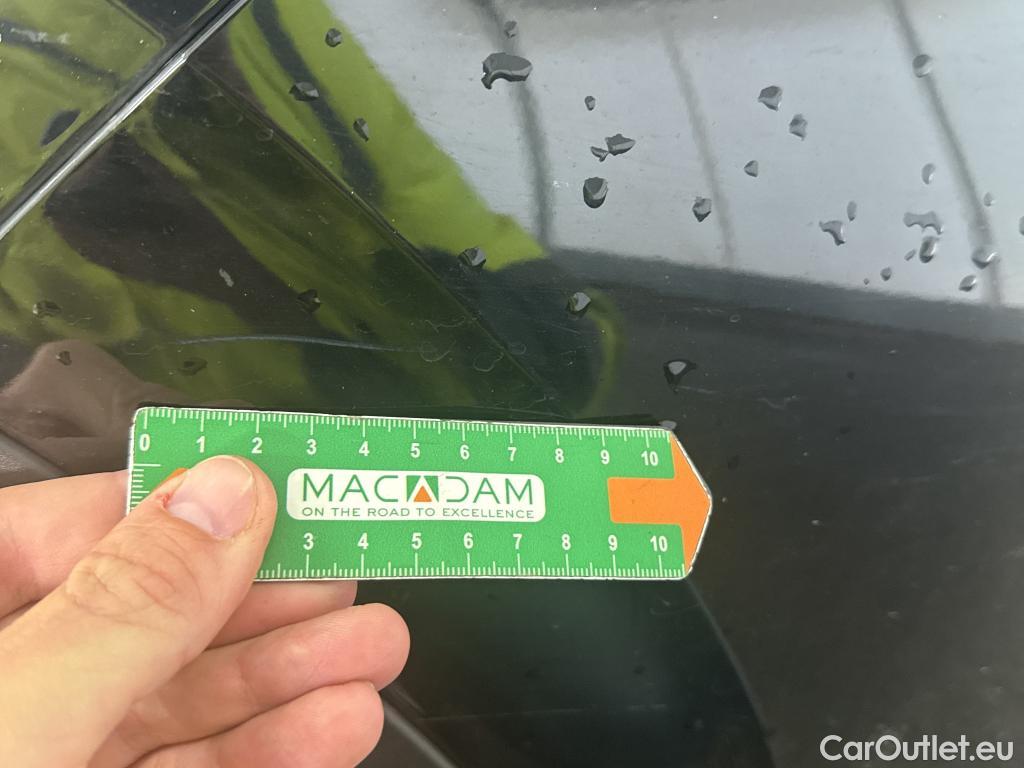 0 1 2 3 4 5 6 7 8 9 10
MACADAM
ON THE ROAD TO EXCELLENCE
3 4 5 6 7 8 9 10
CarOutlet.eu